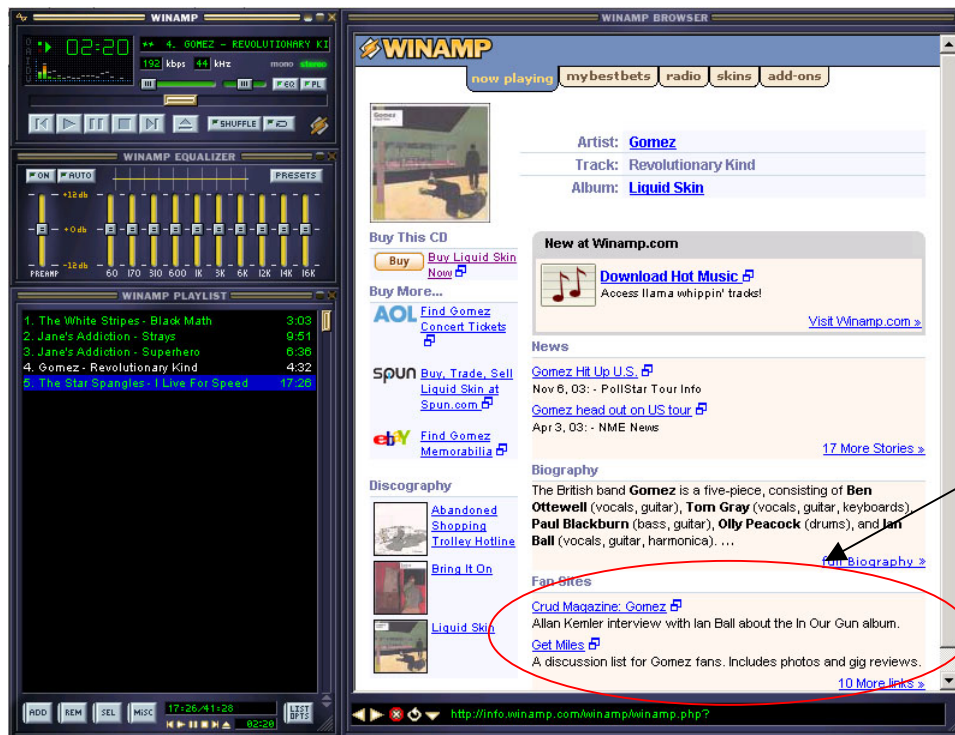 WINAMP
02:20
** 4. GOMEZ - REVOLUTIONARY KI
192 kbps 44 kHz mono stereo
EQ PL
SHUFFLE
WINAMP EQUALIZER
ON AUTO PRESETS
+12 db
+0 db
-12 db
PREAMP 60 170 310 600 1K 3K 6K 12K 14K 16K
WINAMP PLAYLIST
1. The White Stripes - Black Math 3:03
2. Jane's Addiction - Strays 9:51
3. Jane's Addiction - Superhero 6:36
4. Gomez - Revolutionary Kind 4:32
5. The Star Spangles - I Live For Speed 17:26
ADD REM SEL MISC 17:26/41:28 LIST OPTS
02:20
WINAMP BROWSER
WINAMP
now playing mybestbets radio skins add-ons
Gomez
Artist: Gomez
Track: Revolutionary Kind
Album: Liquid Skin
Buy This CD
Buy Buy Liquid Skin
Now
Buy More...
AOL Find Gomez
Concert Tickets
spun Buy, Trade, Sell
Liquid Skin at
Spun.com
ebY Find Gomez
Memorabilia
Discography
Abandoned
Shopping
Trolley Hotline
Bring It On
Liquid Skin
New at Winamp.com
Download Hot Music
Access llama whippin' tracks!
Visit Winamp.com »
News
Gomez Hit Up U.S.
Nov 6, 03: - PollStar Tour Info
Gomez head out on US tour
Apr 3, 03: - NME News
17 More Stories »
Biography
The British band Gomez is a five-piece, consisting of Ben
Ottewell (vocals, guitar), Tom Gray (vocals, guitar, keyboards),
Paul Blackburn (bass, guitar), Olly Peacock (drums), and Ian
Ball (vocals, guitar, harmonica). ...
full Biography »
Fan Sites
Crud Magazine: Gomez
Allan Kemler interview with Ian Ball about the In Our Gun album.
Get Miles
A discussion list for Gomez fans. Includes photos and gig reviews.
10 More links »
http://info.winamp.com/winamp/winamp.php?